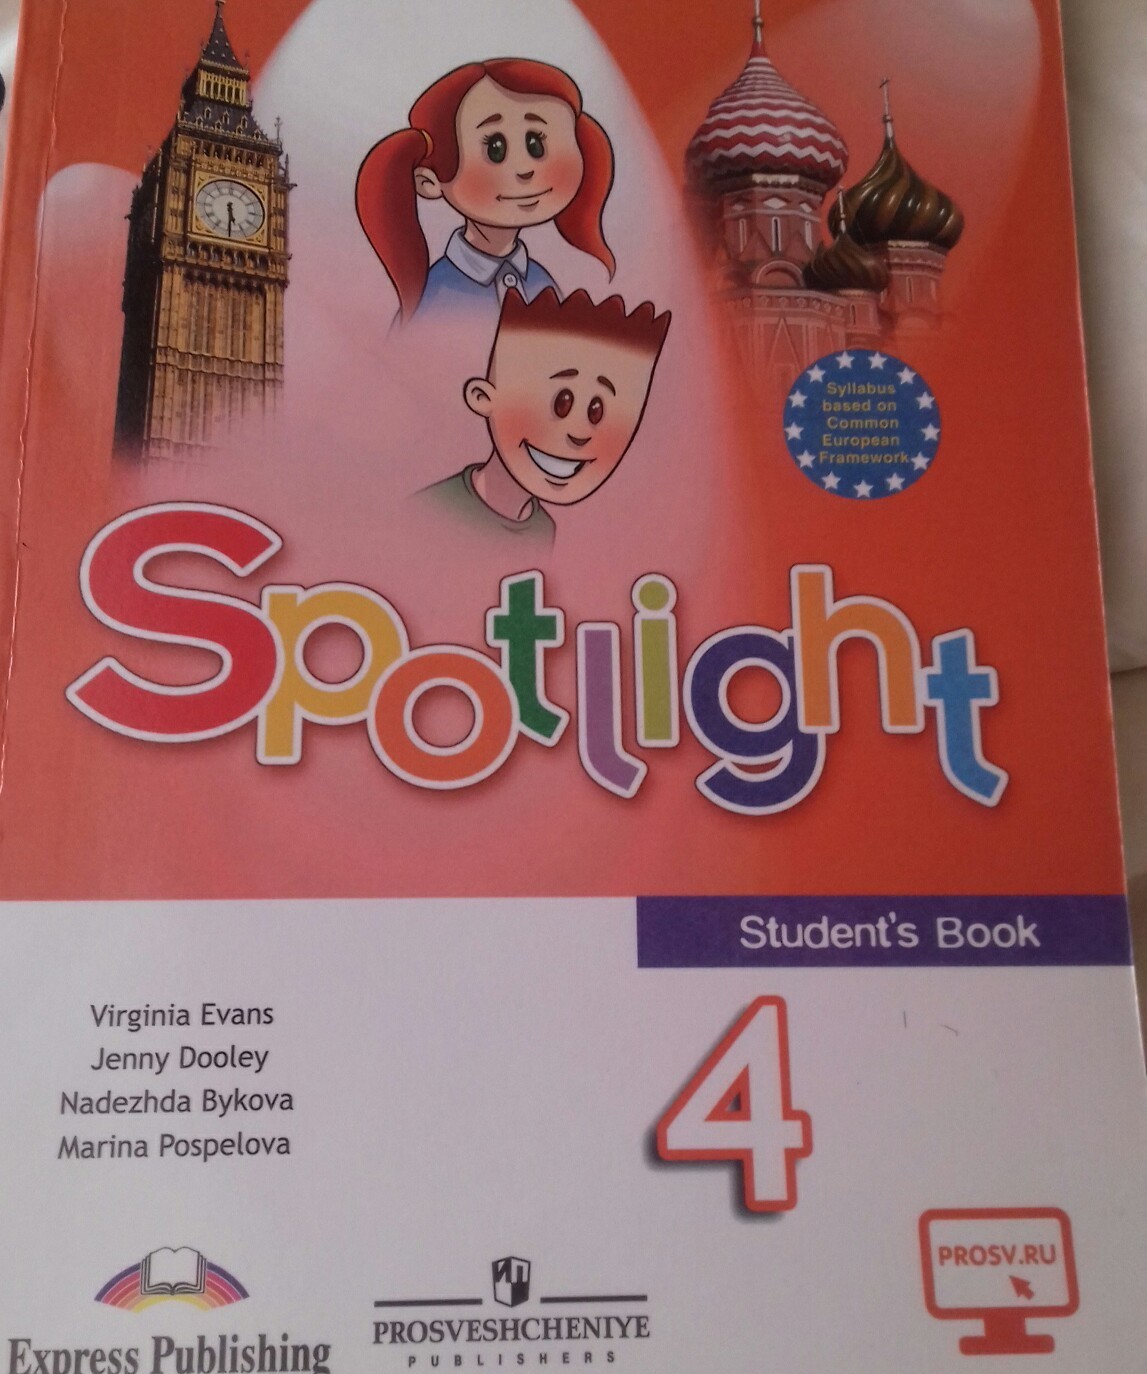 Syllabus
based on
Common
European
Framework
Spotlight
Student's Book
4
Virginia Evans
Jenny Dooley
Nadezhda Bykova
Marina Pospelova
PROSV.RU
Express Publishing
ИП
PROSVESHCHENIYE
PUBLISHERS